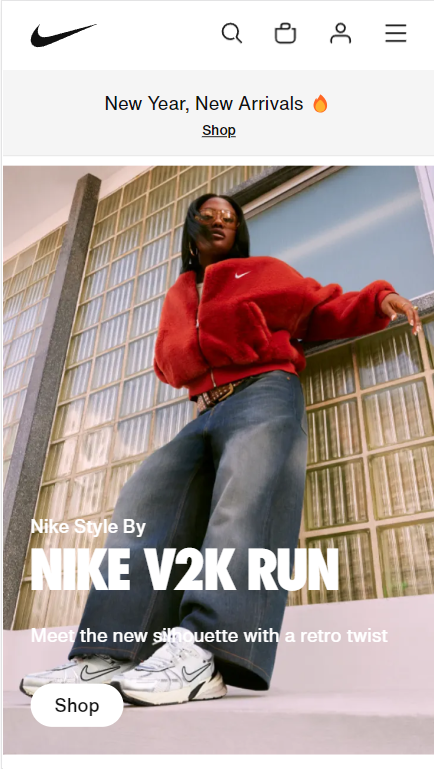 New Year, New Arrivals 🔥
Shop
Nike Style By
NIKE V2K RUN
Meet the new silhouette with a retro twist
Shop